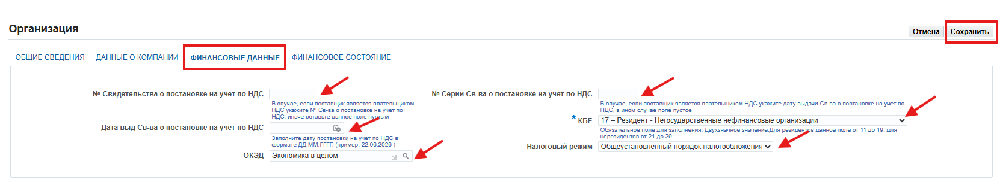 Организация
Отмена
Сохранить
ОБЩИЕ СВЕДЕНИЯ
ДАННЫЕ О КОМПАНИИ
ФИНАНСОВЫЕ ДАННЫЕ
ФИНАНСОВОЕ СОСТОЯНИЕ
№ Свидетельства о постановке на учет по НДС
В случае, если поставщик является плательщиком
НДС укажите № Св-ва о постановке на учет по
НДС, иначе оставьте данное поле пустым
Дата выд Св-ва о постановке на учет по НДС
Заполните дату постановки на учет по НДС в
формате ДД.ММ.ГГГГ. (пример: 22.06.2026 )
ОКЭД
Экономика в целом
№ Серии Св-ва о постановке на учет по НДС
В случае, если поставщик является плательщиком НДС укажите дату выдачи Св-ва о постановке на учет по
НДС, в ином случае поле пустое
* КБЕ
17 – Резидент - Негосударственные нефинансовые организации
Обязательное поле для заполнения. Двухзначное значение.Для резидентов данное поле от 11 до 19, для
нерезидентов от 21 до 29.
Налоговый режим
Общеустановленный порядок налогообложения